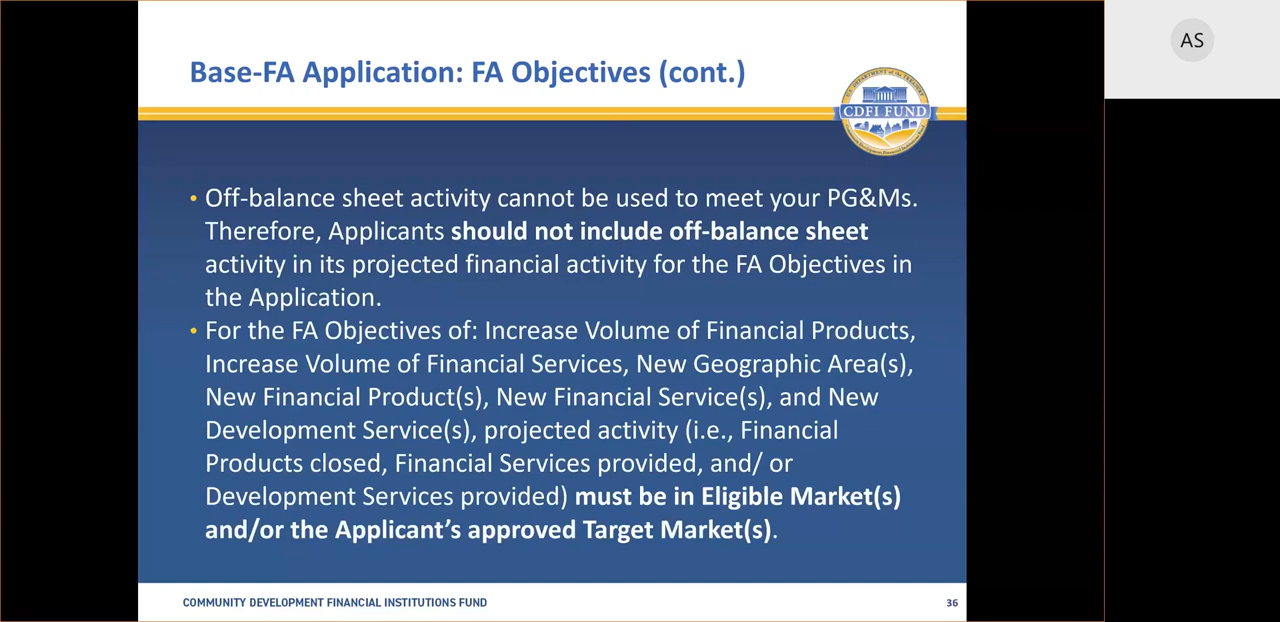 Base-FA Application: FA Objectives (cont.)
AS
U.S. DEPARTMENT of the TREASURY
CDFI FUND
• Off-balance sheet activity cannot be used to meet your PG&Ms.
Therefore, Applicants should not include off-balance sheet
activity in its projected financial activity for the FA Objectives in
the Application.
• For the FA Objectives of: Increase Volume of Financial Products,
Increase Volume of Financial Services, New Geographic Area(s),
New Financial Product(s), New Financial Service(s), and New
Development Service(s), projected activity (i.e., Financial
Products closed, Financial Services provided, and/ or
Development Services provided) must be in Eligible Market(s)
and/or the Applicant’s approved Target Market(s).
COMMUNITY DEVELOPMENT FINANCIAL INSTITUTIONS FUND
36